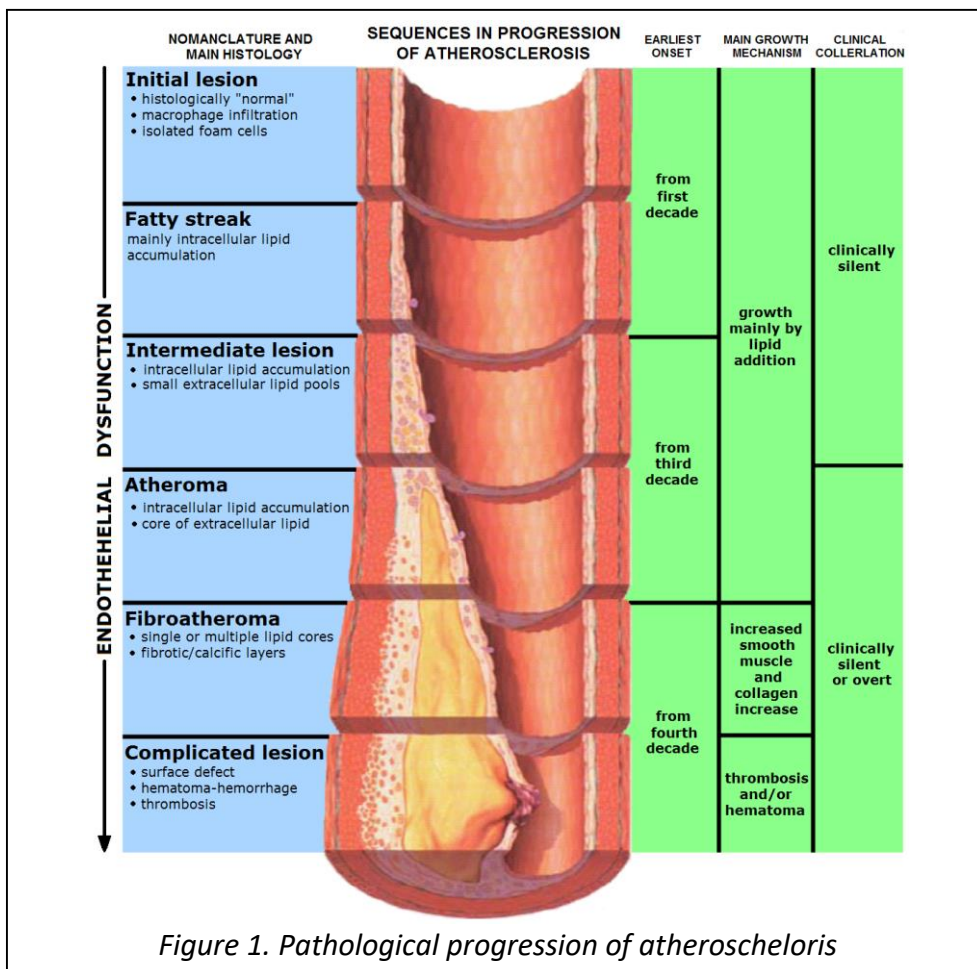 NOMANCLATURE AND
MAIN HISTOLOGY
SEQUENCES IN PROGRESSION
OF ATHEROSCLEROSIS
EARLIEST
ONSET
MAIN GROWTH
MECHANISM
CLINICAL
COLLERLATION
ENDOTHEHELIAL DYSFUNCTION
Initial lesion
• histologically "normal"
• macrophage infiltration
• isolated foam cells
Fatty streak
mainly intracellular lipid
accumulation
Intermediate lesion
• intracellular lipid accumulation
• small extracellular lipid pools
Atheroma
• intracellular lipid accumulation
• core of extracellular lipid
Fibroatheroma
• single or multiple lipid cores
• fibrotic/calcific layers
Complicated lesion
• surface defect
• hematoma-hemorrhage
• thrombosis
from
first
decade
from
third
decade
from
fourth
decade
growth
mainly by
lipid
addition
increased
smooth
muscle
and
collagen
increase
thrombosis
and/or
hematoma
clinically
silent
clinically
silent
or overt
Figure 1. Pathological progression of atheroscheloris